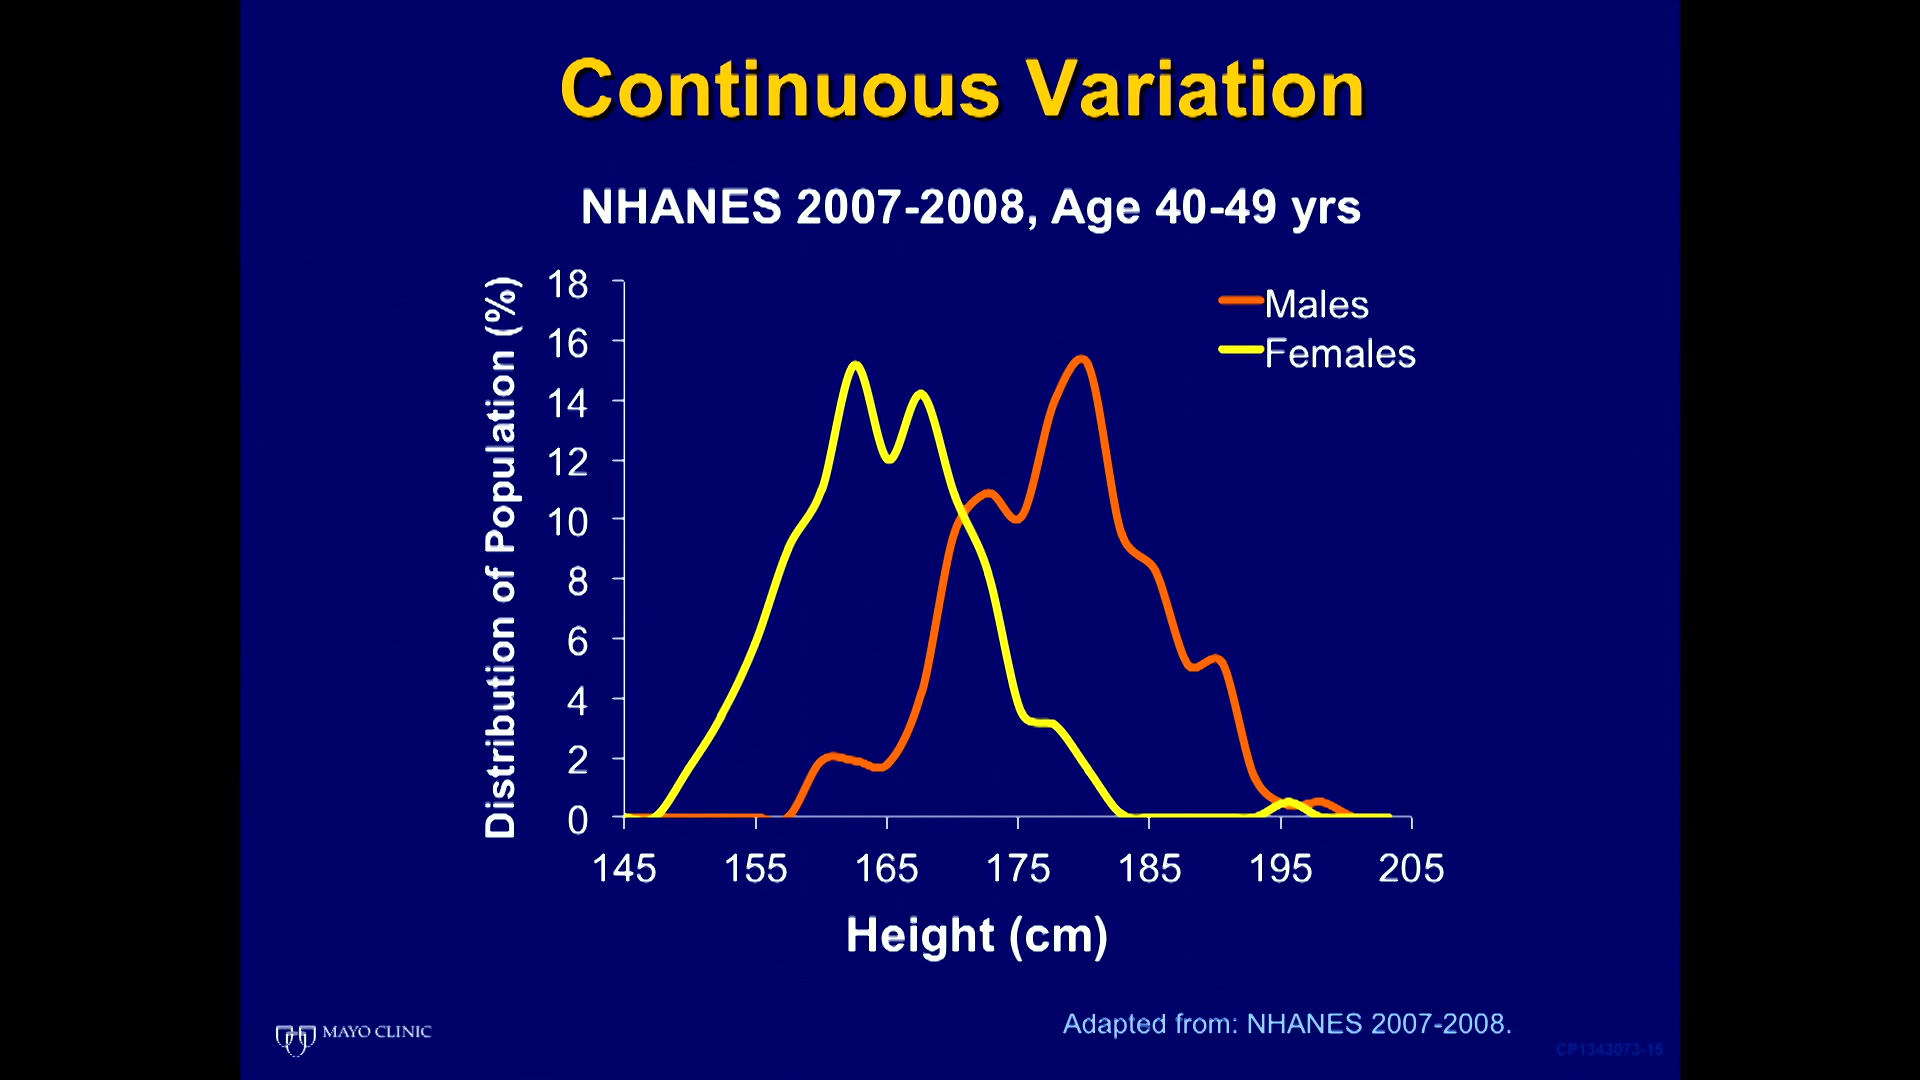 Continuous Variation
NHANES 2007-2008, Age 40-49 yrs
Distribution of Population (%)
18
16
14
12
10
8
6
4
2
0
Males
Females
145 155 165 175 185 195 205
Height (cm)
MAYO CLINIC
Adapted from: NHANES 2007-2008.
CP1343073-15